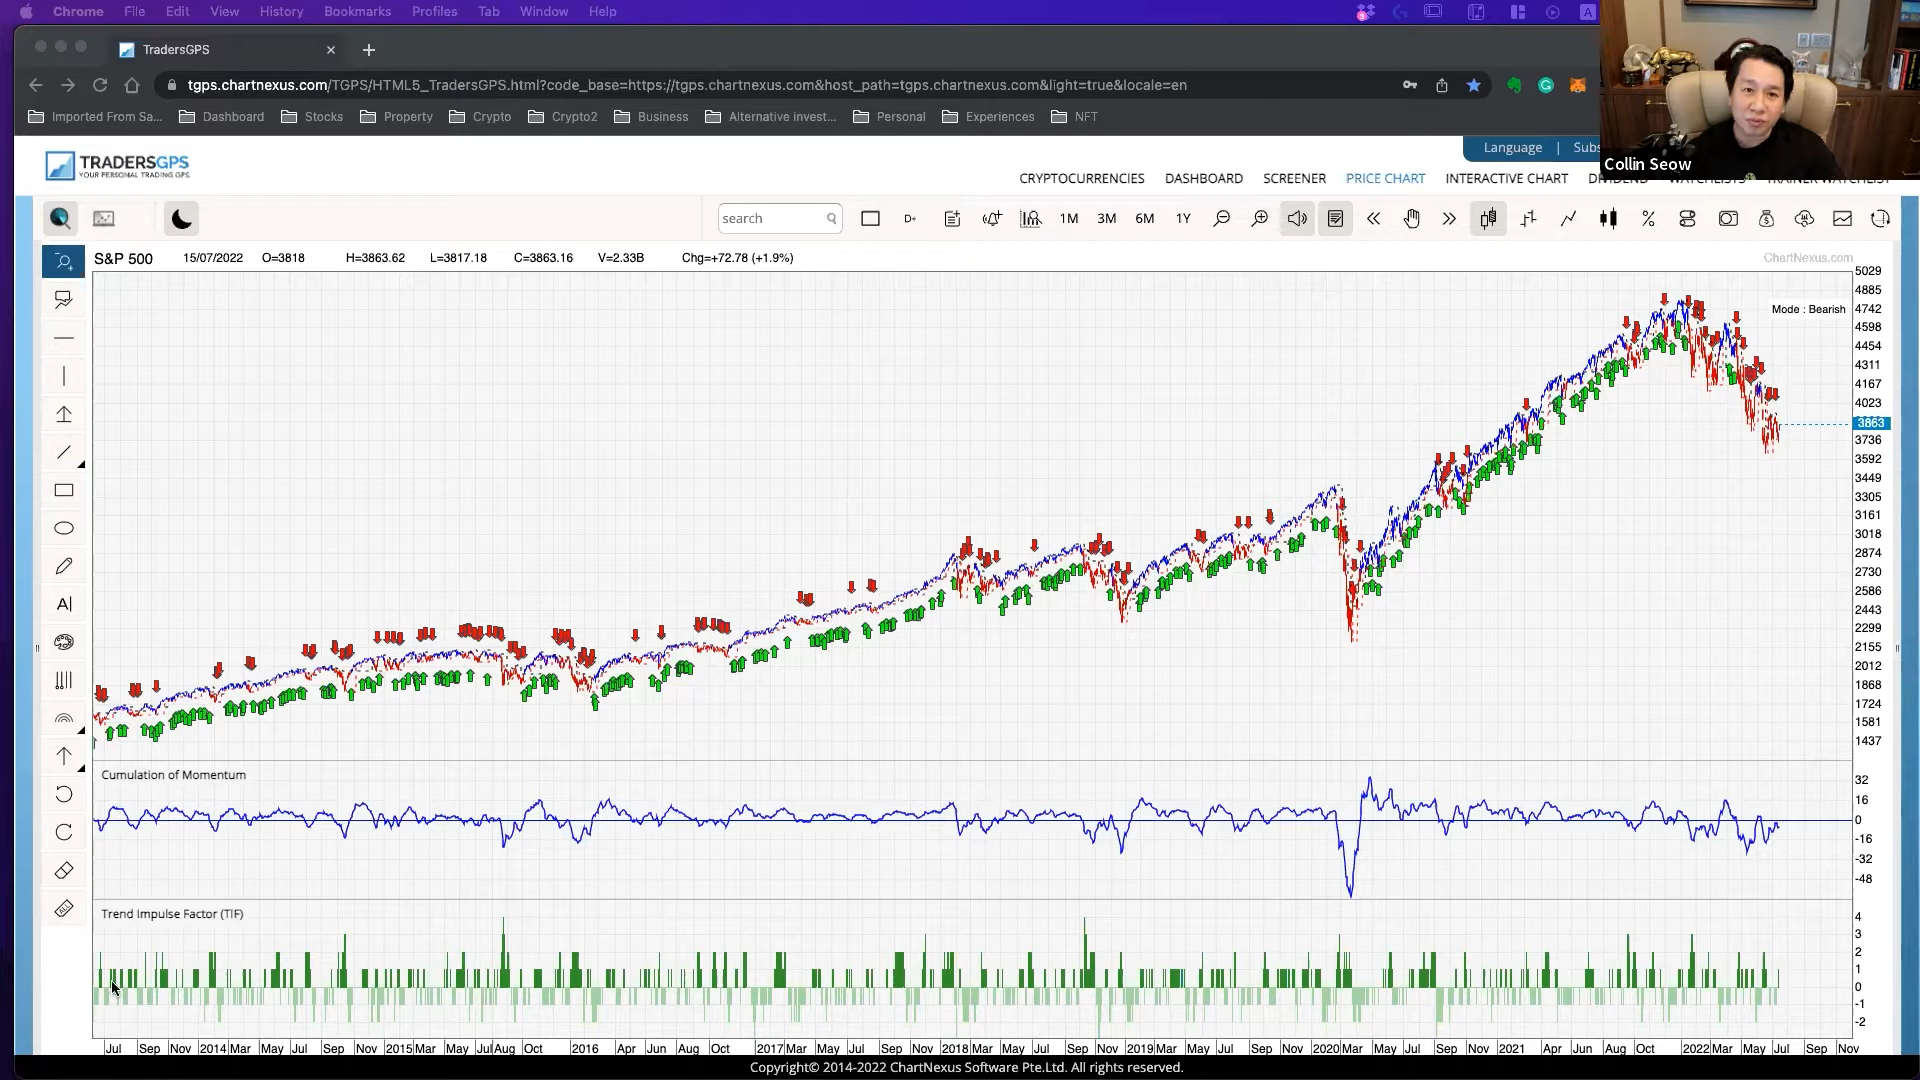 Chrome File Edit View History Bookmarks Profiles Tab Window Help
TradersGPS
tgps.chartnexus.com/TGPS/HTML5_TradersGPS.html?code_base=https://tgps.chartnexus.com&host_path=tgps.chartnexus.com&light=true&locale=en
Imported From Sa... Dashboard Stocks Property Crypto Crypto2 Business Alternative invest... Personal Experiences NFT
Language | Subs
Collin Seow
TRADERSGPS
YOUR PERSONAL TRADING GPS
CRYPTOCURRENCIES DASHBOARD SCREENER PRICE CHART INTERACTIVE CHART DIVIDEND WATCHLISTS TRAINER WATCHLIST
search D- 1M 3M 6M 1Y
S&P 500 15/07/2022 O=3818 H=3863.62 L=3817.18 C=3863.16 V=2.33B Chg=+72.78 (+1.9%)
ChartNexus.com
Mode : Bearish
5029
4885
4742
4598
4454
4311
4167
4023
3863
3736
3592
3449
3305
3161
3018
2874
2730
2586
2443
2299
2155
2012
1868
1724
1581
1437
A
Cumulation of Momentum
32
16
0
-16
-32
-48
Trend Impulse Factor (TIF)
4
3
2
1
0
-1
-2
Jul Sep Nov 2014 Mar May Jul Sep Nov 2015 Mar May Jul Aug Oct 2016 Apr Jun Aug Oct 2017 Mar May Jul Sep Nov 2018 Mar May Jul Sep Nov 2019 Mar May Jul Sep Nov 2020 Mar May Jul Sep Nov 2021 Apr Jun Aug Oct 2022 Mar May Jul Sep Nov
Copyright© 2014-2022 ChartNexus Software Pte.Ltd. All rights reserved.